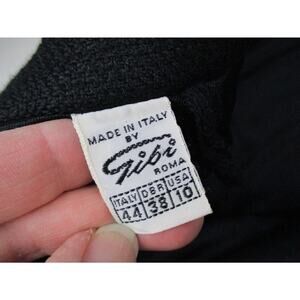 MADE IN ITALY
BY
Gibi
ROMA
ITALY DBR USA
44 38 10